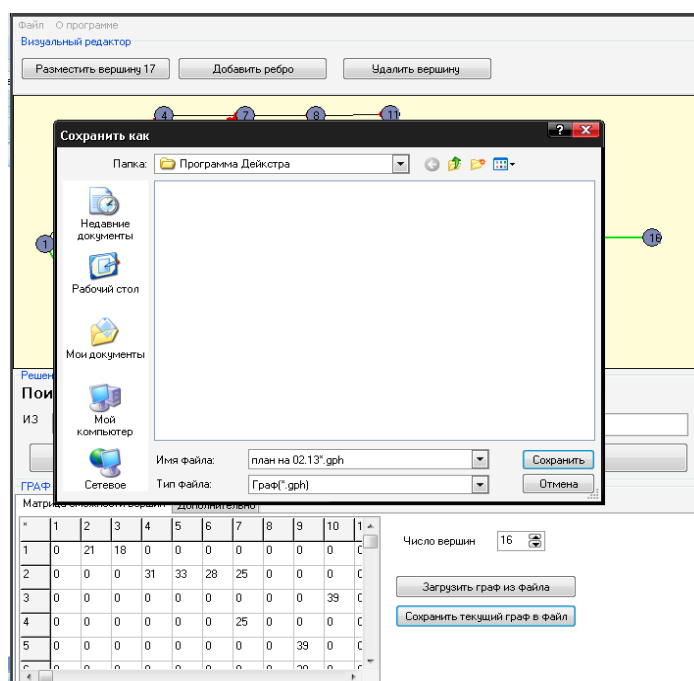 Файл О программе
Визуальный редактор
Разместить вершину 17 Добавить ребро Удалить вершину
4 7 8 11
Сохранить как
Папка: Программа Дейкстра
Недавние документы
1 16
Рабочий стол
Мои документы
Мой компьютер
Сетевое
Имя файла: план на 02.13".gph Сохранить
Тип файла: Граф(*.gph) Отмена
ИЗ
ГРАФ
* 1 2 3 4 5 6 7 8 9 10
Число вершин 16
1 0 21 18 0 0 0 0 0 0 0
2 0 0 0 31 33 28 25 0 0 0
Загрузить граф из файла
3 0 0 0 0 0 0 0 0 0 39
4 0 0 0 0 0 0 25 0 0 0
Сохранить текущий граф в файл
5 0 0 0 0 0 0 0 0 39 0